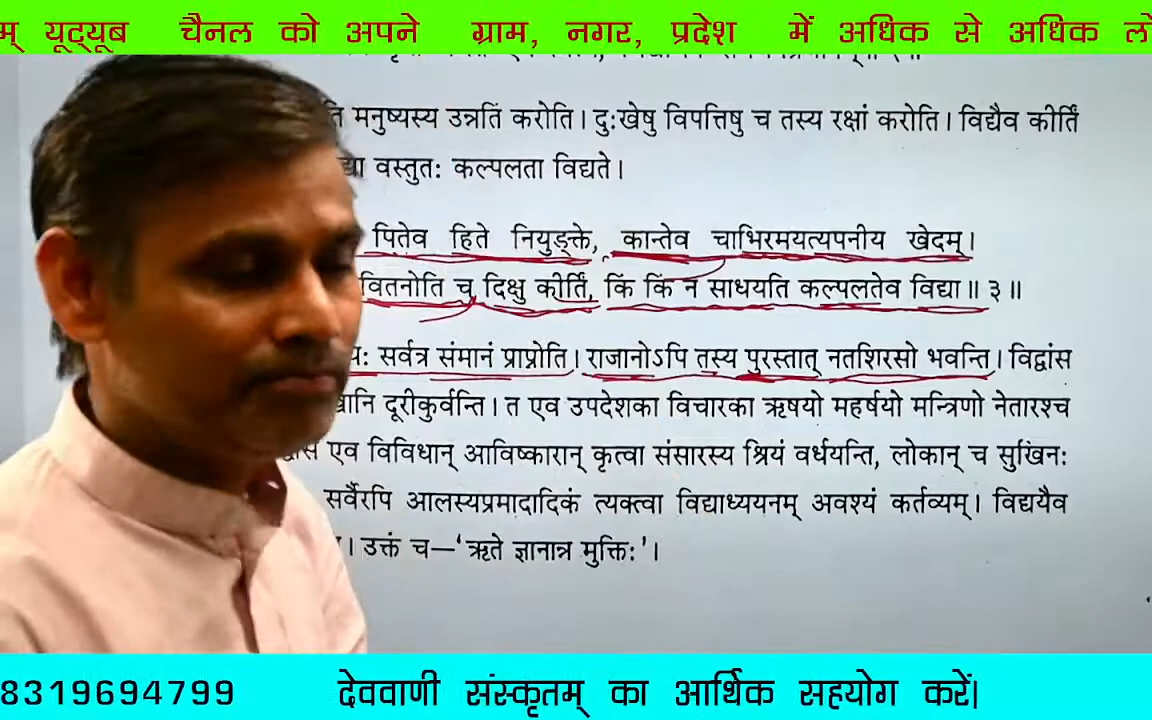 यूट्यूब चैनल को अपने ग्राम, नगर, प्रदेश में अधिक से अधिक
मनुष्यस्य उन्नतिं करोति। दुःखेषु विपत्तिषु च तस्य रक्षां करोति। विद्यैव कीर्तिं
वस्तुतः कल्पलता विद्यते।
पितेव हिते नियुङ्क्ते, कान्तेव चाभिरमयत्यपनीय खेदम्।
वितनोति च दिक्षु कीर्तिं, किं किं न साधयति कल्पलतेव विद्या॥ ३॥
सर्वत्र संमानं प्राप्नोति। राजानोऽपि तस्य पुरस्तात् नतशिरसो भवन्ति। विद्वांस
दूरीकुर्वन्ति। त एव उपदेशका विचारका ऋषयो महर्षयो मन्त्रिणो नेतारश्च
एव विविधान् आविष्कारान् कृत्वा संसारस्य श्रियं वर्धयन्ति, लोकान् च सुखिनः
सर्वैरपि आलस्यप्रमादादिकं त्यक्त्वा विद्याध्ययनम् अवश्यं कर्तव्यम्। विद्ययैव
। उक्तं च—‘ऋते ज्ञानान्न मुक्तिः’।
8319694799 देववाणी संस्कृतम् का आर्थिक सहयोग करें।